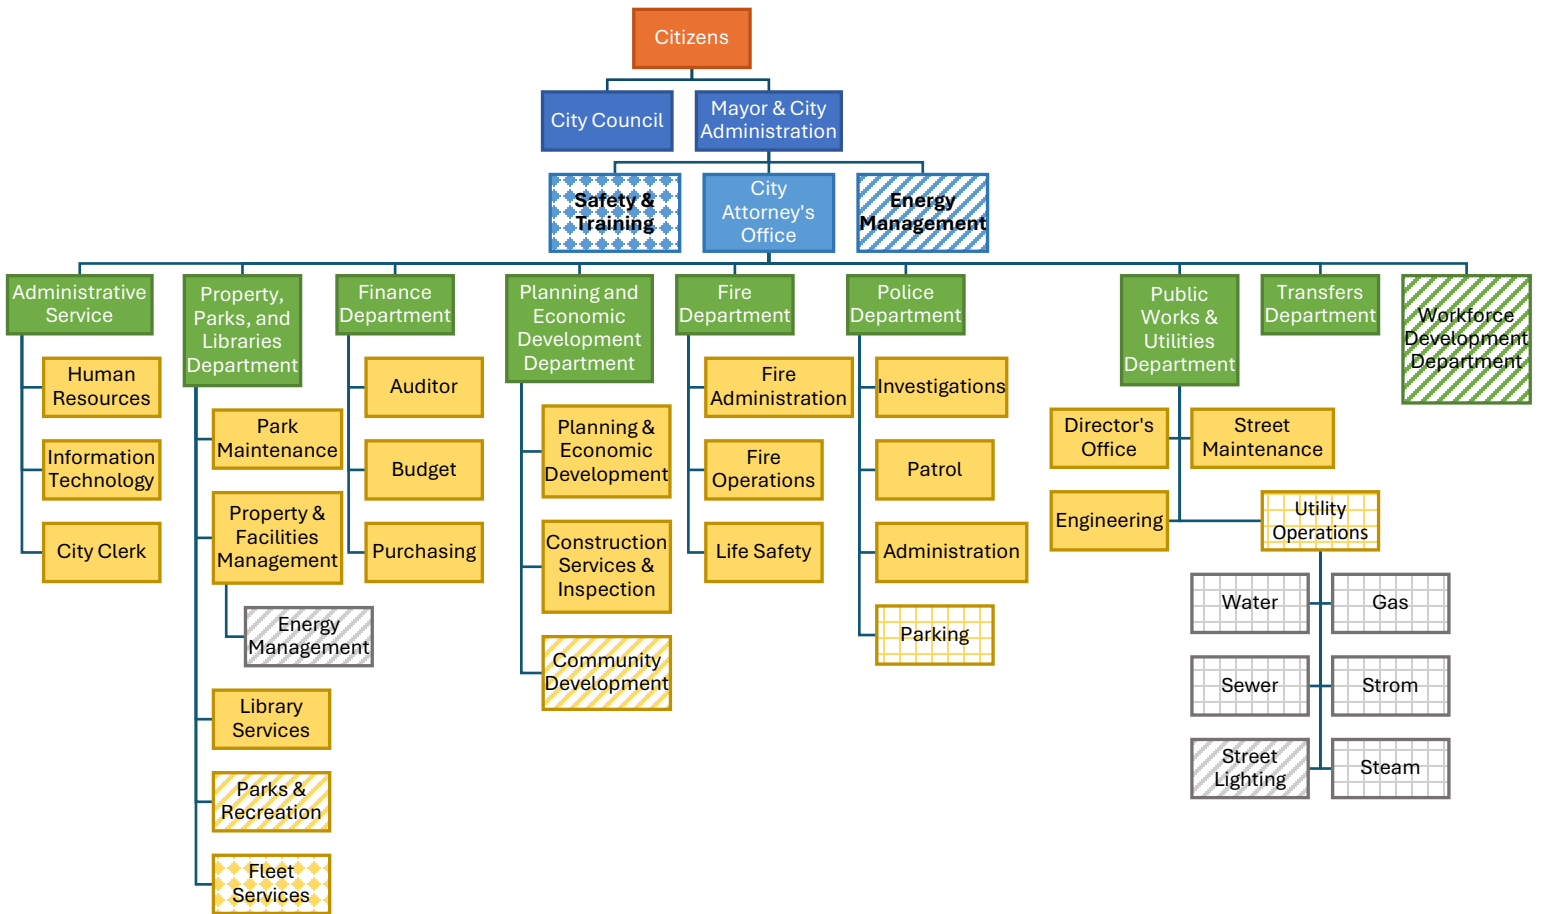 Citizens
City Council
Mayor & City
Administration
Safety &
Training
City
Attorney's
Office
Energy
Management
Administrative
Service
Human
Resources
Information
Technology
City Clerk
Property,
Parks, and
Libraries
Department
Park
Maintenance
Property &
Facilities
Management
Energy
Management
Library
Services
Parks &
Recreation
Fleet
Services
Finance
Department
Auditor
Budget
Purchasing
Planning and
Economic
Development
Department
Planning &
Economic
Development
Construction
Services &
Inspection
Community
Development
Fire
Department
Fire
Administration
Fire
Operations
Life Safety
Police
Department
Investigations
Patrol
Administration
Parking
Public
Works &
Utilities
Department
Director's
Office
Street
Maintenance
Engineering
Utility
Operations
Water
Gas
Sewer
Strom
Street
Lighting
Steam
Transfers
Department
Workforce
Development
Department